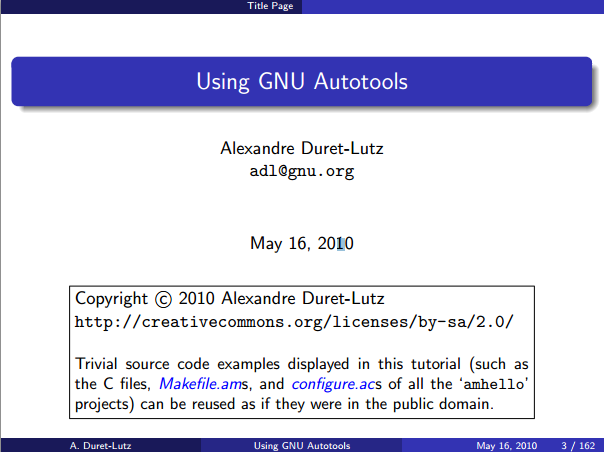 Title Page
Using GNU Autotools
Alexandre Duret-Lutz
adl@gnu.org
May 16, 2010
Copyright © 2010 Alexandre Duret-Lutz
http://creativecommons.org/licenses/by-sa/2.0/
Trivial source code examples displayed in this tutorial (such as
the C files, Makefile.ams, and configure.acs of all the ‘amhello’
projects) can be reused as if they were in the public domain.
A. Duret-Lutz Using GNU Autotools May 16, 2010 3 / 162